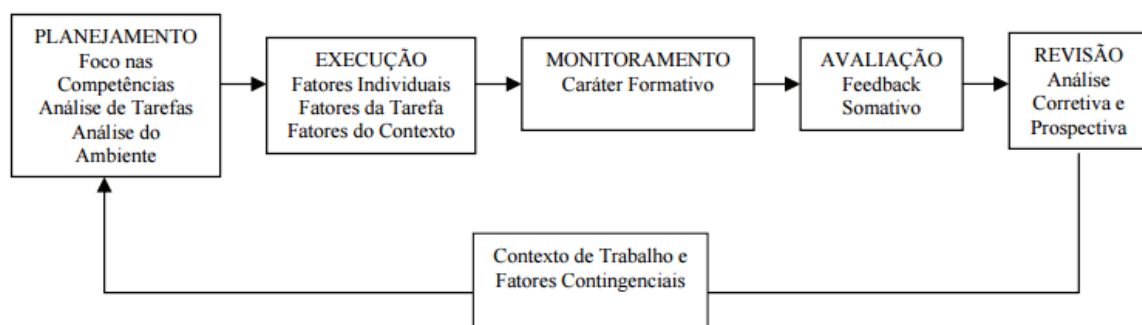 PLANEJAMENTO
Foco nas
Competências
Análise de Tarefas
Análise do
Ambiente
EXECUÇÃO
Fatores Individuais
Fatores da Tarefa
Fatores do Contexto
MONITORAMENTO
Caráter Formativo
AVALIAÇÃO
Feedback
Somativo
REVISÃO
Análise
Corretiva e
Prospectiva
Contexto de Trabalho e
Fatores Contingenciais